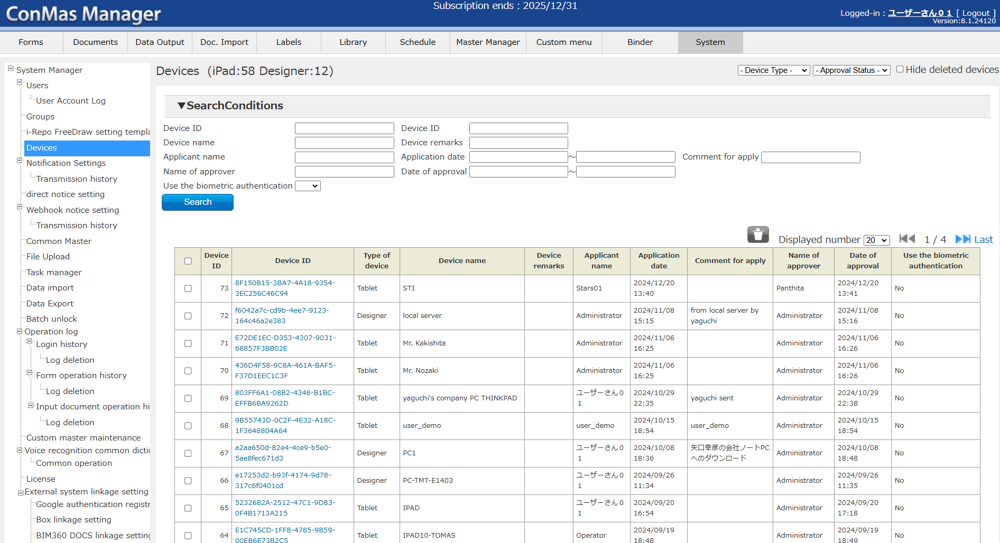 ConMas Manager
Subscription ends : 2025/12/31
Logged-in : ユーザーさん０１ [ Logout ]
Version:8.1.24120
Forms Documents Data Output Doc. Import Labels Library Schedule Master Manager Custom menu Binder System
System Manager
Users
User Account Log
Groups
i-Repo FreeDraw setting templa
Devices
Notification Settings
Transmission history
direct notice setting
Webhook notice setting
Transmission history
Common Master
File Upload
Task manager
Data import
Data Export
Batch unlock
Operation log
Login history
Log deletion
Form operation history
Log deletion
Input document operation hi
Log deletion
Custom master maintenance
Voice recognition common dictio
Common operation
License
External system linkage setting
Google authentication registr
Box linkage setting
BIM360 DOCS linkage setting
Devices (iPad:58 Designer:12)
- Device Type - - Approval Status - Hide deleted devices
▼SearchConditions
Device ID Device ID
Device name Device remarks
Applicant name Application date ～ Comment for apply
Name of approver Date of approval ～
Use the biometric authentication
Search
Displayed number 20 1 / 4 Last
Device ID Device ID Type of device Device name Device remarks Applicant name Application date Comment for apply Name of approver Date of approval Use the biometric authentication
73 8F150B15-3BA7-4A18-9354-3EC256C46C94 Tablet STI Stars01 2024/12/20 13:40 Panthita 2024/12/20 13:41 No
72 f6042a7c-cd9b-4ee7-9123-164c46a2e383 Designer local server Administrator 2024/11/08 15:15 from local server by yaguchi Administrator 2024/11/08 15:16 No
71 E72DE1EC-D353-4307-9031-68857F3BB02E Tablet Mr. Kakishita Administrator 2024/11/06 16:25 Administrator 2024/11/06 16:26 No
70 436D4F58-9C8A-461A-BAF5-F37D1EEC1C3F Tablet Mr. Nozaki Administrator 2024/11/06 16:25 Administrator 2024/11/06 16:26 No
69 803FF6A1-08B2-4348-B1BC-EFFB6BA9262D Tablet yaguchi's company PC THINKPAD ユーザーさん０１ 2024/10/29 22:35 yaguchi sent Administrator 2024/10/29 22:38 No
68 9B55743D-0C2F-4E32-A18C-1F3648804A64 Tablet user_demo user_demo 2024/10/15 18:54 user_demo Administrator 2024/10/15 18:54 No
67 a2aa650d-82e4-4ce9-b5e0-5ae8fec671d3 Designer PC1 ユーザーさん０１ 2024/10/08 18:36 矢口幸彦の会社ノートPCへのダウンロード Administrator 2024/10/08 18:48 No
66 e17253d2-b93f-4174-9d78-317c6f0401cd Designer PC-TMT-E1403 ユーザーさん０１ 2024/09/26 11:34 Administrator 2024/09/26 11:35 No
65 5232682A-2512-47C1-9D83-0F4B1713A215 Tablet IPAD ユーザーさん０１ 2024/09/20 16:54 Administrator 2024/09/20 17:18 No
64 E1C745CD-1FF8-4785-9B59-00EB6E73B2C5 Tablet IPAD10-TOMAS Operator 2024/09/19 18:48 Administrator 2024/09/19 18:49 No